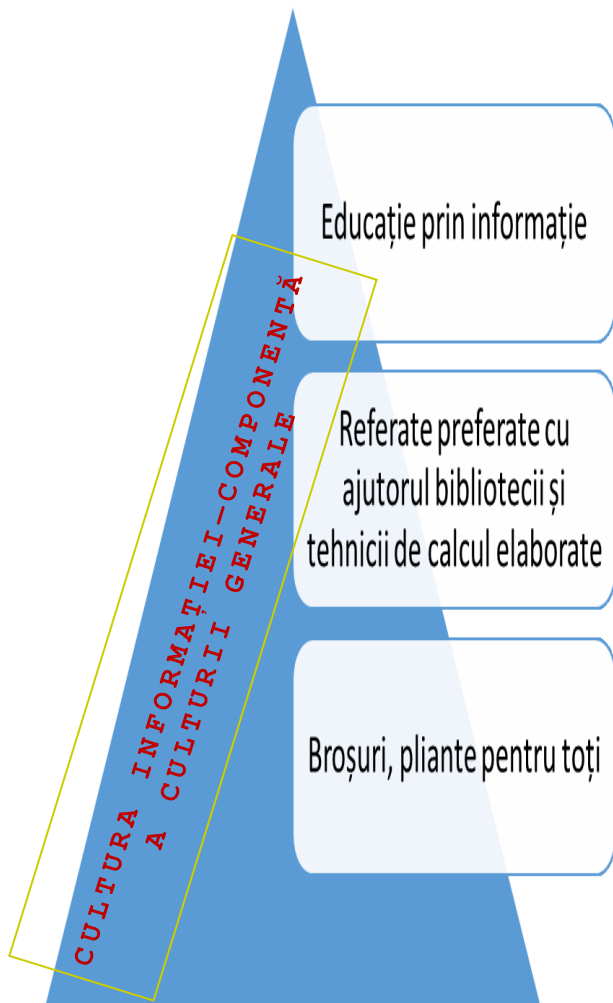 Educație prin informație
Referate preferate cu
ajutorul bibliotecii și
tehnicii de calcul elaborate
Broșuri, pliante pentru toți
CULTURA INFORMAȚIEI-COMPONENTĂ
A CULTURII GENERALE